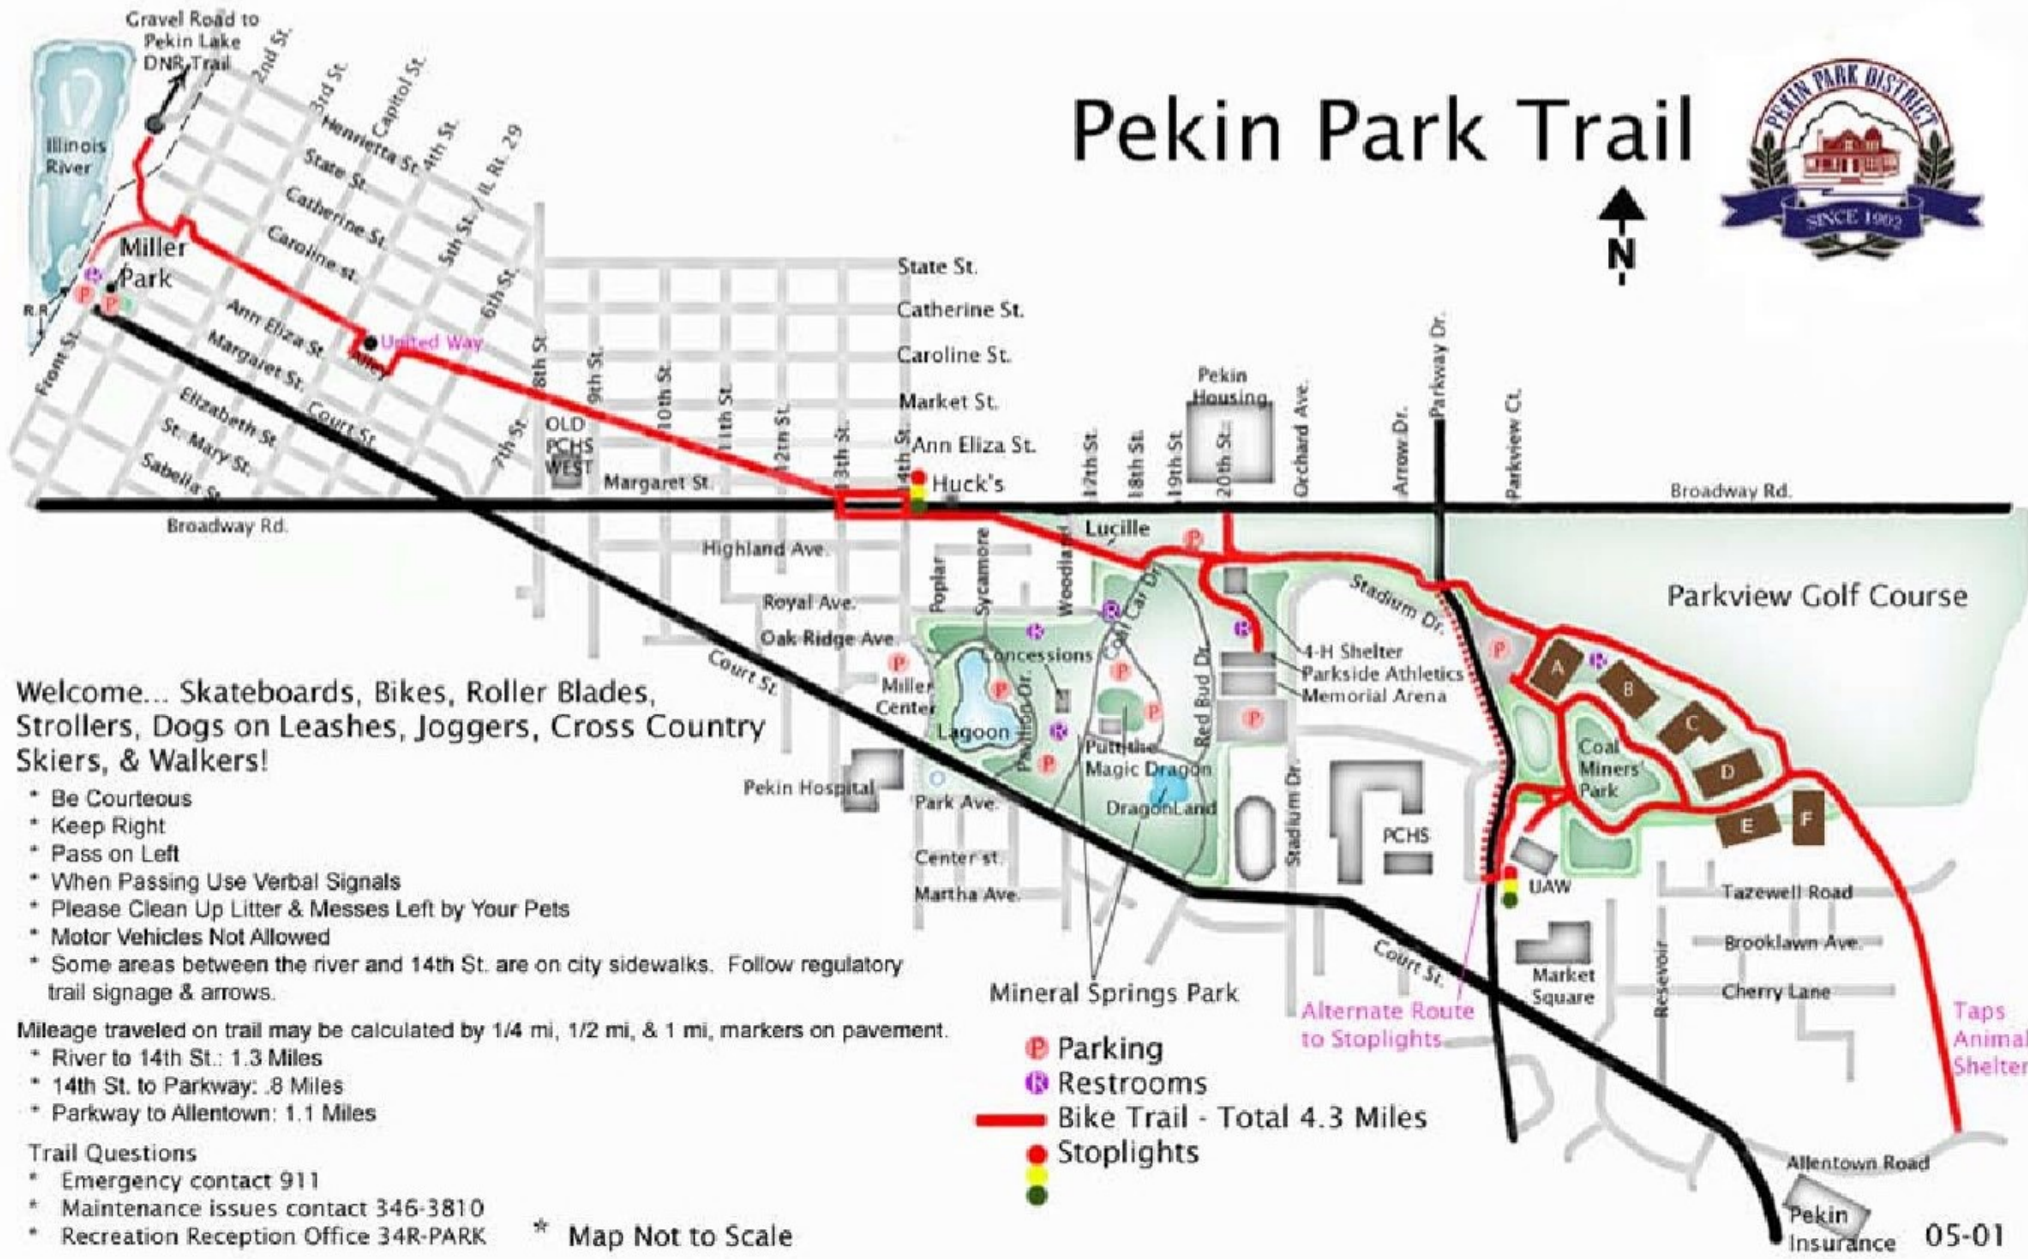 Gravel Road to
Pekin Lake
DNR Trail
2nd St.
3rd St.
Capitol St.
4th St.
5th St. / IL Rt. 29
6th St.
7th St.
8th St.
Henrietta St.
State St.
Catherine St.
Caroline st.
Ann Eliza St.
Margaret St.
Court St.
Elizabeth St.
St. Mary St.
Sabella St.
Front St.
Illinois
River
R.R.
Miller
Park
P
P
R
United Way
Alley
Pekin Park Trail
N
PEKIN PARK DISTRICT
SINCE 1902
State St.
Catherine St.
Caroline St.
Market St.
Ann Eliza St.
Huck's
9th St.
10th St.
11th St.
12th St.
13th St.
14th St.
OLD
PCHS
WEST
Margaret St.
17th St.
18th St.
19th St.
20th St.
Pekin
Housing
Orchard Ave.
Arrow Dr.
Parkway Dr.
Parkview Ct.
Broadway Rd.
Broadway Rd.
Highland Ave.
Royal Ave.
Oak Ridge Ave.
Court St.
Poplar
Sycamore
Woodland
Lucille
P
Coal Car Dr.
Stadium Dr.
Parkview Golf Course
R
R
R
Concessions
P
Miller
Center
P
P
P
Lagoon
Pavilion Dr.
R
P
Putt the
Magic Dragon
DragonLand
Red Bud Dr.
P
4-H Shelter
Parkside Athletics
Memorial Arena
P
A
R
B
C
D
E
F
Coal
Miners'
Park
Pekin Hospital
Park Ave.
Center st.
Martha Ave.
Stadium Dr.
PCHS
UAW
Tazewell Road
Brooklawn Ave.
Cherry Lane
Reservoir
Market
Square
Court St.
Mineral Springs Park
Alternate Route
to Stoplights
Taps
Animal
Shelter
Allentown Road
Pekin
Insurance
05-01
Welcome... Skateboards, Bikes, Roller Blades,
Strollers, Dogs on Leashes, Joggers, Cross Country
Skiers, & Walkers!
* Be Courteous
* Keep Right
* Pass on Left
* When Passing Use Verbal Signals
* Please Clean Up Litter & Messes Left by Your Pets
* Motor Vehicles Not Allowed
* Some areas between the river and 14th St. are on city sidewalks. Follow regulatory
trail signage & arrows.
Mileage traveled on trail may be calculated by 1/4 mi, 1/2 mi, & 1 mi, markers on pavement.
* River to 14th St.: 1.3 Miles
* 14th St. to Parkway: .8 Miles
* Parkway to Allentown: 1.1 Miles
Trail Questions
* Emergency contact 911
* Maintenance issues contact 346-3810
* Recreation Reception Office 34R-PARK
* Map Not to Scale
P Parking
R Restrooms
Bike Trail - Total 4.3 Miles
Stoplights